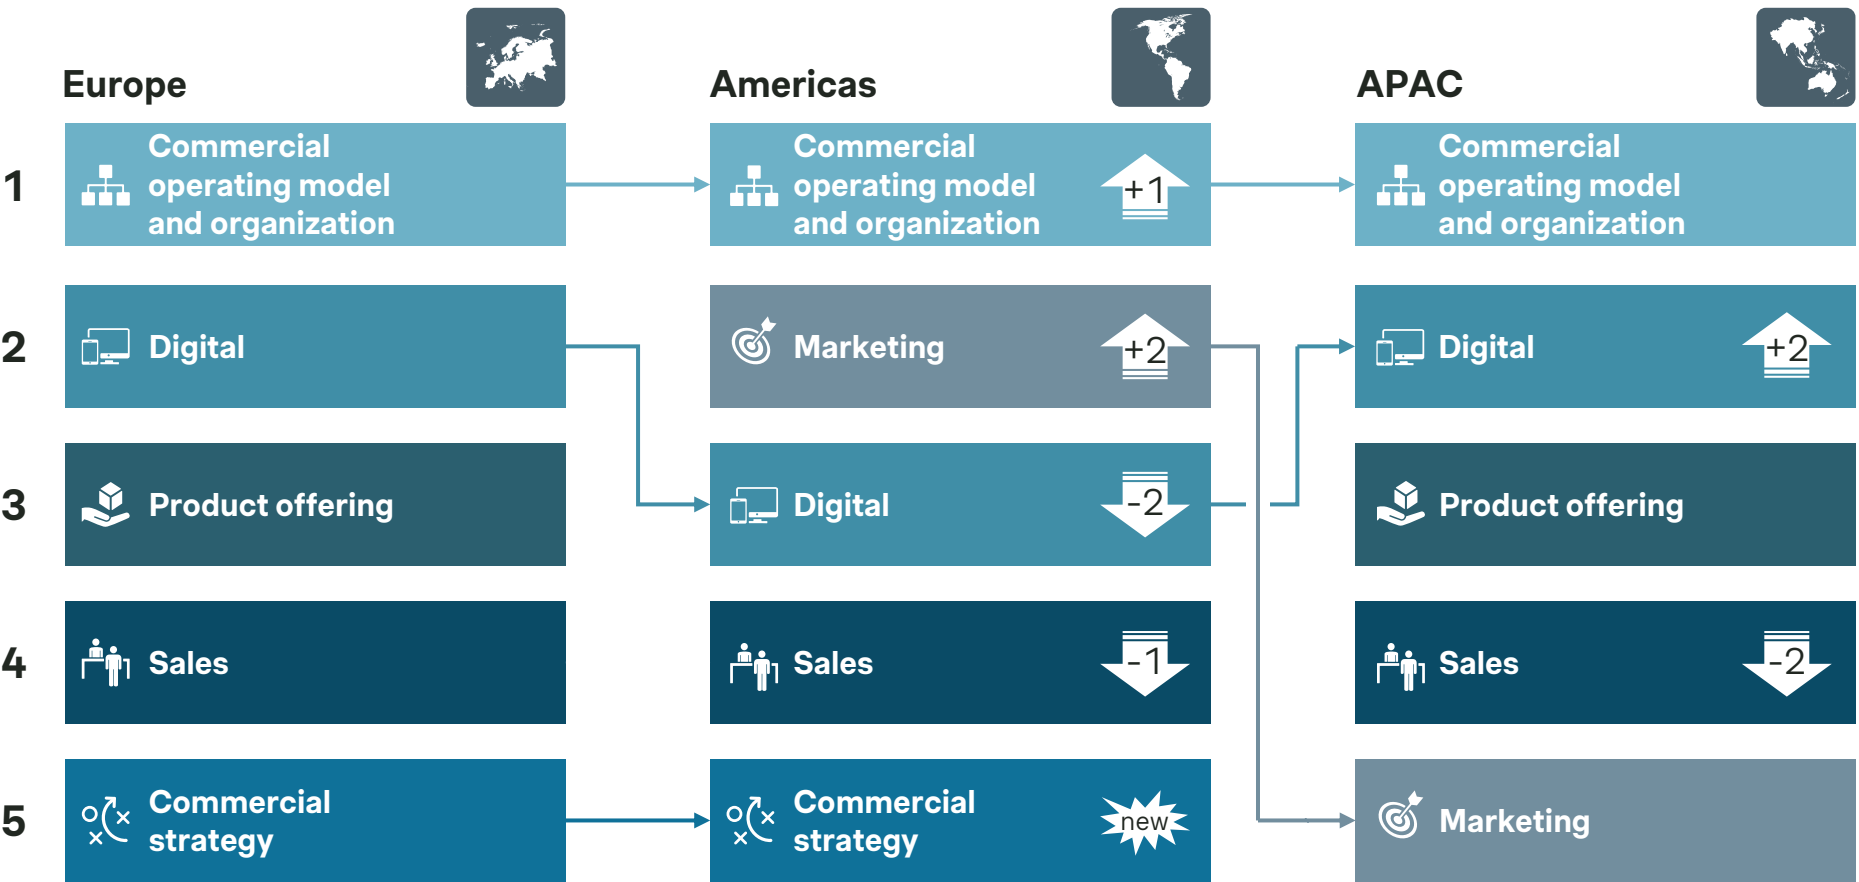 Europe
Americas
APAC
1
Commercial
operating model
and organization
Commercial
operating model
and organization
+1
Commercial
operating model
and organization
2
Digital
Marketing
+2
Digital
+2
3
Product offering
Digital
-2
Product offering
4
Sales
Sales
-1
Sales
-2
5
Commercial
strategy
Commercial
strategy
new
Marketing